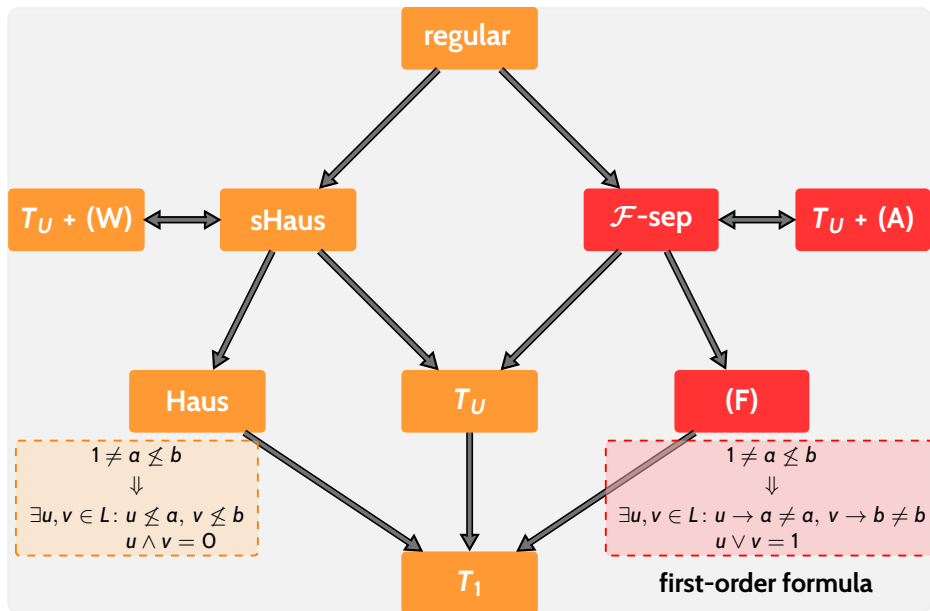 regular
T_U + (W)
sHaus
ℱ-sep
T_U + (A)
Haus
T_U
(F)
1 ≠ a ≰ b
⇓
∃u, v ∈ L: u ≰ a, v ≰ b
u ∧ v = 0
1 ≠ a ≰ b
⇓
∃u, v ∈ L: u → a ≠ a, v → b ≠ b
u ∨ v = 1
T_1
first-order formula